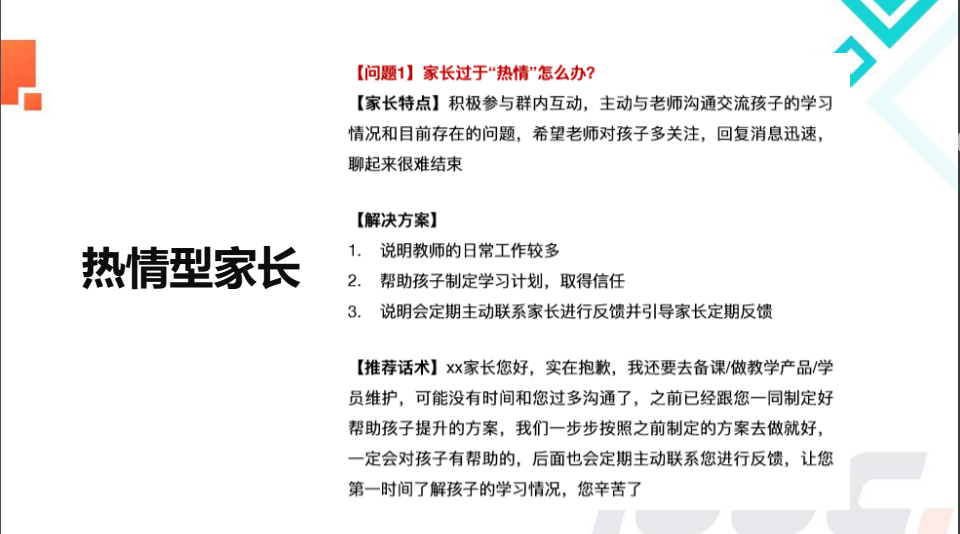 热情型家长
【问题1】家长过于“热情”怎么办?
【家长特点】积极参与群内互动，主动与老师沟通交流孩子的学习
情况和目前存在的问题，希望老师对孩子多关注，回复消息迅速，
聊起来很难结束
【解决方案】
1. 说明教师的日常工作较多
2. 帮助孩子制定学习计划，取得信任
3. 说明会定期主动联系家长进行反馈并引导家长定期反馈
【推荐话术】xx家长您好，实在抱歉，我还要去备课/做教学产品/学
员维护，可能没有时间和您过多沟通了，之前已经跟您一同制定好
帮助孩子提升的方案，我们一步步按照之前制定的方案去做就好，
一定会对孩子有帮助的，后面也会定期主动联系您进行反馈，让您
第一时间了解孩子的学习情况，您辛苦了